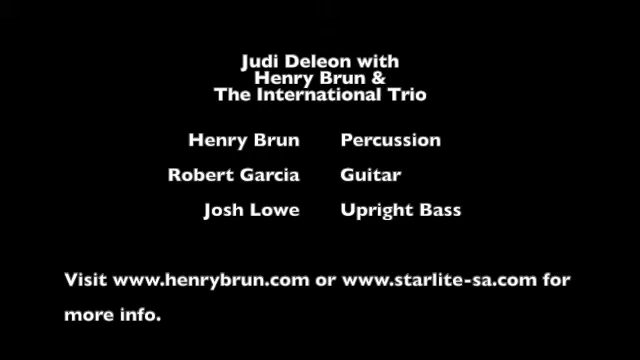 Judi Deleon with
Henry Brun &
The International Trio
Henry Brun Percussion
Robert Garcia Guitar
Josh Lowe Upright Bass
Visit www.henrybrun.com or www.starlite-sa.com for
more info.